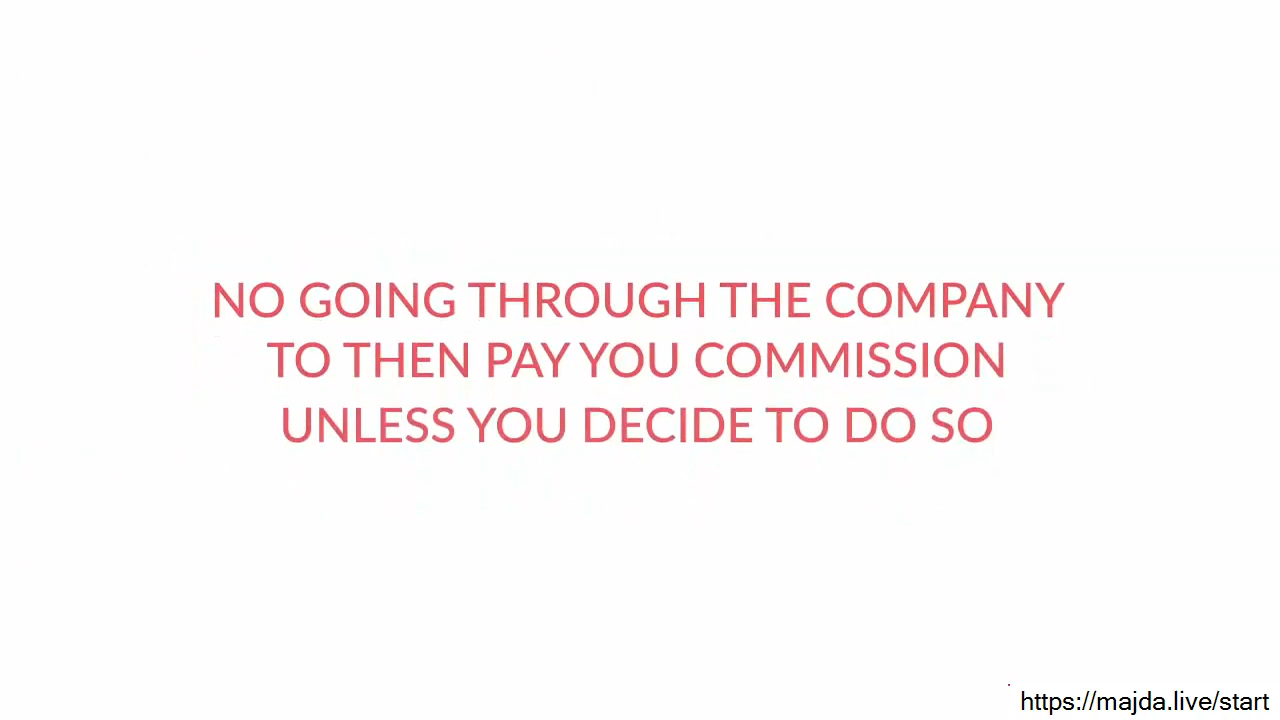 NO GOING THROUGH THE COMPANY
TO THEN PAY YOU COMMISSION
UNLESS YOU DECIDE TO DO SO
https://majda.live/start